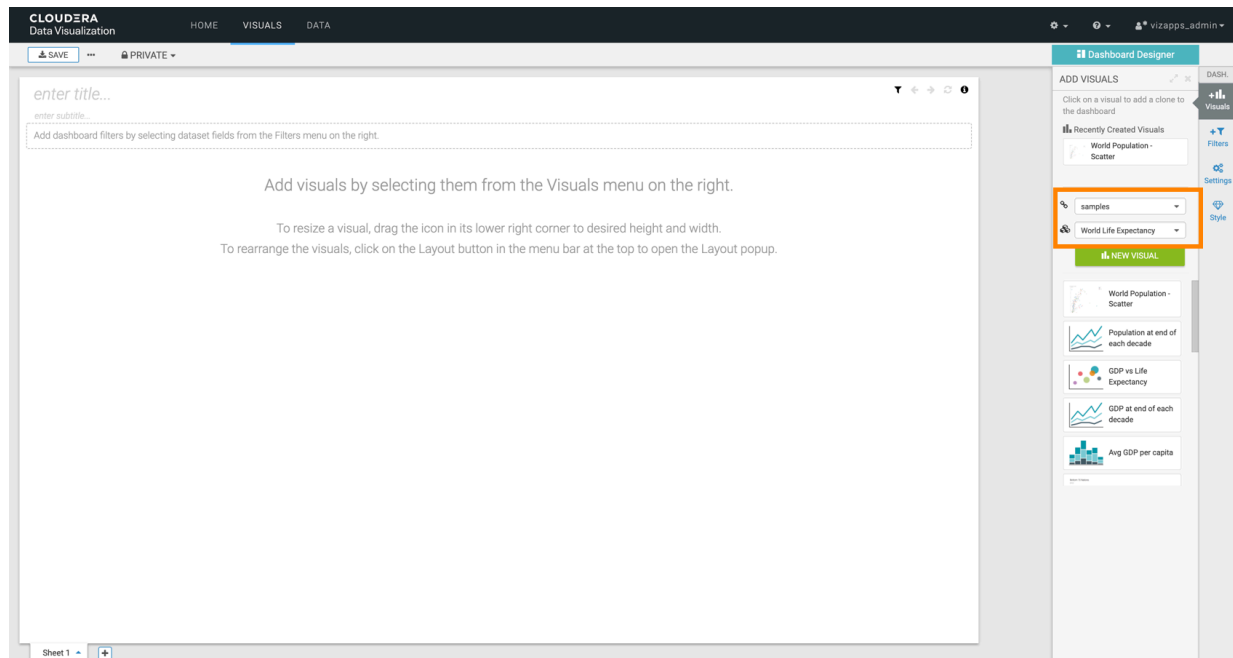 CLOUDERA
Data Visualization
HOME
VISUALS
DATA
vizapps_admin
SAVE
PRIVATE
Dashboard Designer
enter title...
enter subtitle...
Add dashboard filters by selecting dataset fields from the Filters menu on the right.
Add visuals by selecting them from the Visuals menu on the right.
To resize a visual, drag the icon in its lower right corner to desired height and width.
To rearrange the visuals, click on the Layout button in the menu bar at the top to open the Layout popup.
Sheet 1
ADD VISUALS
Click on a visual to add a clone to
the dashboard
Recently Created Visuals
World Population -
Scatter
samples
World Life Expectancy
NEW VISUAL
World Population -
Scatter
Population at end of
each decade
GDP vs Life
Expectancy
GDP at end of each
decade
Avg GDP per capita
DASH.
Visuals
Filters
Settings
Style